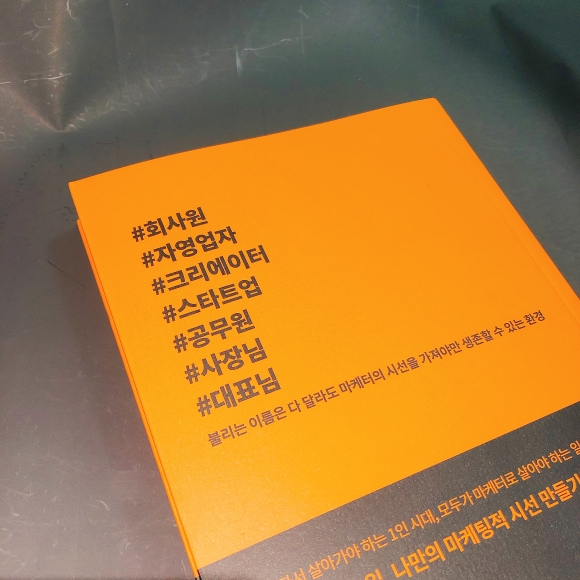 #회사원
#자영업자
#크리에이터
#스타트업
#공무원
#사장님
#대표님
불리는 이름은 다 달라도 마케터의 시선을 가져야만 생존할 수 있는 환경
살아가야 하는 1인 시대, 모두가 마케터로 살아야 하는
나만의 마케팅적 시선 만들기